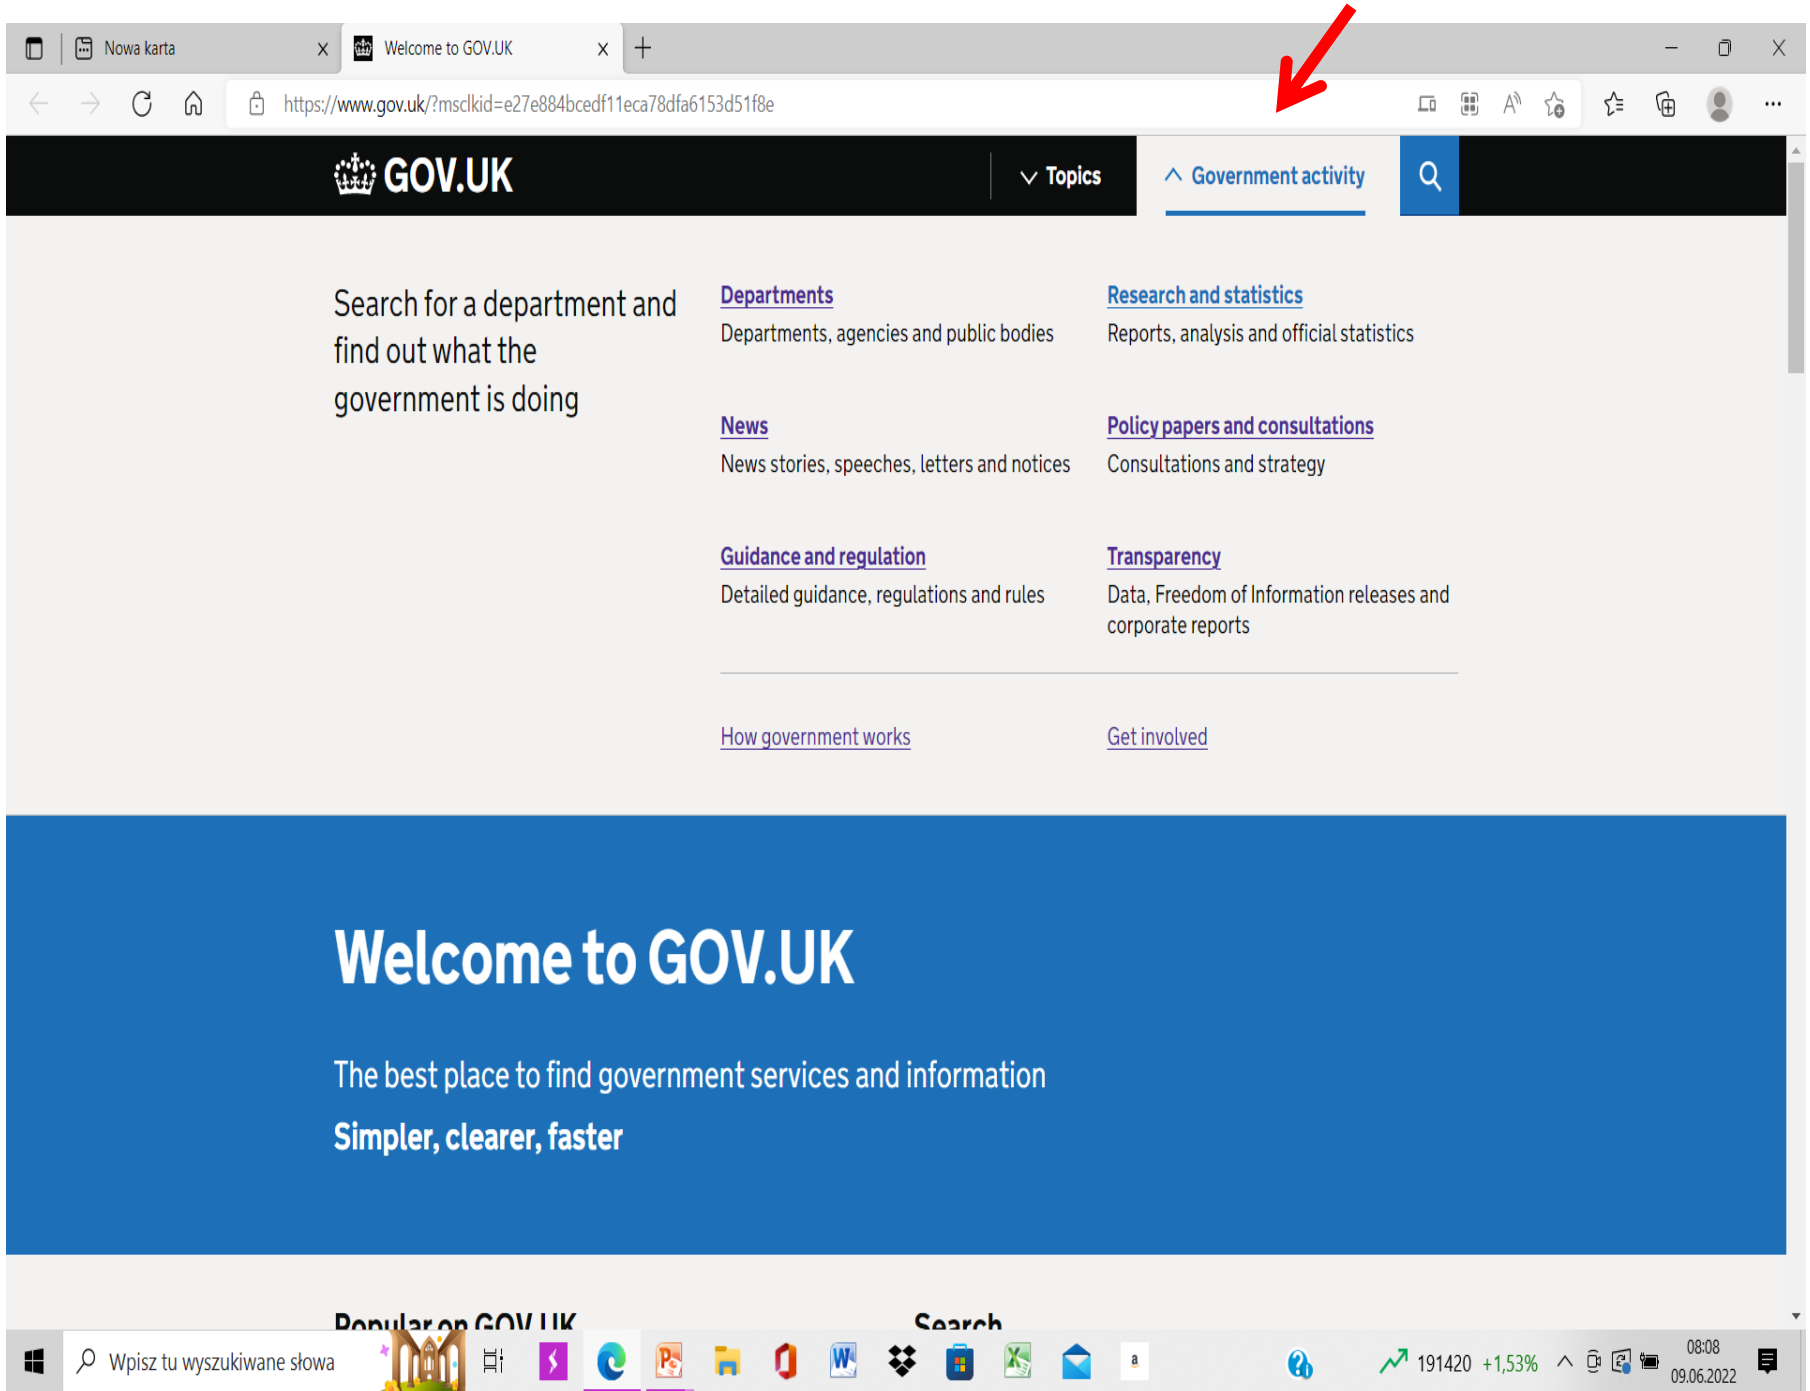 Nowa karta
Welcome to GOV.UK
https://www.gov.uk/?msclkid=e27e884bcedf11eca78dfa6153d51f8e
GOV.UK
Topics
Government activity
Search for a department and
find out what the
government is doing
Departments
Departments, agencies and public bodies
Research and statistics
Reports, analysis and official statistics
News
News stories, speeches, letters and notices
Policy papers and consultations
Consultations and strategy
Guidance and regulation
Detailed guidance, regulations and rules
Transparency
Data, Freedom of Information releases and
corporate reports
How government works
Get involved
Welcome to GOV.UK
The best place to find government services and information
Simpler, clearer, faster
Popular on GOV.UK
Search
Wpisz tu wyszukiwane słowa
a
191420 +1,53%
08:08
09.06.2022